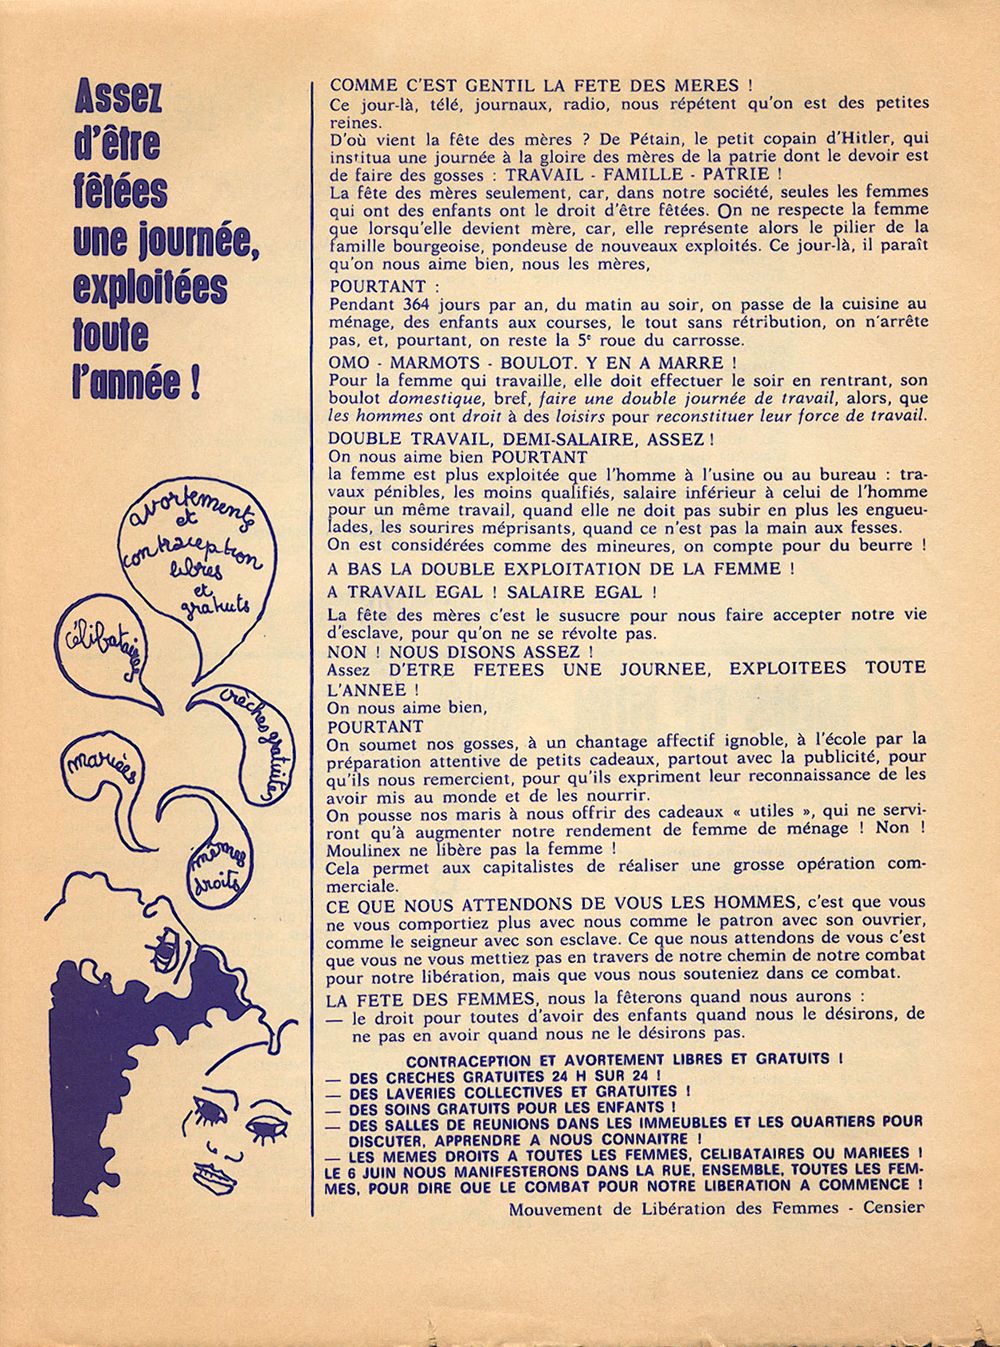 Assez
d'être
fêtées
une journée,
exploitées
toute
l'année !
avortements
et
contraception
libres
et
gratuits
célibataires
crèches gratuites
mariées
mêmes
droits
COMME C'EST GENTIL LA FETE DES MERES !
Ce jour-là, télé, journaux, radio, nous répétent qu'on est des petites
reines.
D'où vient la fête des mères ? De Pétain, le petit copain d'Hitler, qui
institua une journée à la gloire des mères de la patrie dont le devoir est
de faire des gosses : TRAVAIL - FAMILLE - PATRIE !
La fête des mères seulement, car, dans notre société, seules les femmes
qui ont des enfants ont le droit d'être fêtées. On ne respecte la femme
que lorsqu'elle devient mère, car, elle représente alors le pilier de la
famille bourgeoise, pondeuse de nouveaux exploités. Ce jour-là, il paraît
qu'on nous aime bien, nous les mères,
POURTANT :
Pendant 364 jours par an, du matin au soir, on passe de la cuisine au
ménage, des enfants aux courses, le tout sans rétribution, on n'arrête
pas, et, pourtant, on reste la 5e roue du carrosse.
OMO - MARMOTS - BOULOT. Y EN A MARRE !
Pour la femme qui travaille, elle doit effectuer le soir en rentrant, son
boulot domestique, bref, faire une double journée de travail, alors, que
les hommes ont droit à des loisirs pour reconstituer leur force de travail.
DOUBLE TRAVAIL, DEMI-SALAIRE, ASSEZ !
On nous aime bien POURTANT
la femme est plus exploitée que l'homme à l'usine ou au bureau : tra-
vaux pénibles, les moins qualifiés, salaire inférieur à celui de l'homme
pour un même travail, quand elle ne doit pas subir en plus les engueu-
lades, les sourires méprisants, quand ce n'est pas la main aux fesses.
On est considérées comme des mineures, on compte pour du beurre !
A BAS LA DOUBLE EXPLOITATION DE LA FEMME !
A TRAVAIL EGAL ! SALAIRE EGAL !
La fête des mères c'est le susucre pour nous faire accepter notre vie
d'esclave, pour qu'on ne se révolte pas.
NON ! NOUS DISONS ASSEZ !
Assez D'ETRE FETEES UNE JOURNEE, EXPLOITEES TOUTE
L'ANNEE !
On nous aime bien,
POURTANT
On soumet nos gosses, à un chantage affectif ignoble, à l'école par la
préparation attentive de petits cadeaux, partout avec la publicité, pour
qu'ils nous remercient, pour qu'ils expriment leur reconnaissance de les
avoir mis au monde et de les nourrir.
On pousse nos maris à nous offrir des cadeaux « utiles », qui ne servi-
ront qu'à augmenter notre rendement de femme de ménage ! Non !
Moulinex ne libère pas la femme !
Cela permet aux capitalistes de réaliser une grosse opération com-
merciale.
CE QUE NOUS ATTENDONS DE VOUS LES HOMMES, c'est que vous
ne vous comportiez plus avec nous comme le patron avec son ouvrier,
comme le seigneur avec son esclave. Ce que nous attendons de vous c'est
que vous ne vous mettiez pas en travers de notre chemin de notre combat
pour notre libération, mais que vous nous souteniez dans ce combat.
LA FETE DES FEMMES, nous la fêterons quand nous aurons :
— le droit pour toutes d'avoir des enfants quand nous le désirons, de
ne pas en avoir quand nous ne le désirons pas.
CONTRACEPTION ET AVORTEMENT LIBRES ET GRATUITS !
— DES CRECHES GRATUITES 24 H SUR 24 !
— DES LAVERIES COLLECTIVES ET GRATUITES !
— DES SOINS GRATUITS POUR LES ENFANTS !
— DES SALLES DE REUNIONS DANS LES IMMEUBLES ET LES QUARTIERS POUR
DISCUTER, APPRENDRE A NOUS CONNAITRE !
— LES MEMES DROITS A TOUTES LES FEMMES, CELIBATAIRES OU MARIEES !
LE 6 JUIN NOUS MANIFESTERONS DANS LA RUE, ENSEMBLE, TOUTES LES FEM-
MES, POUR DIRE QUE LE COMBAT POUR NOTRE LIBERATION A COMMENCE !
Mouvement de Libération des Femmes - Censier